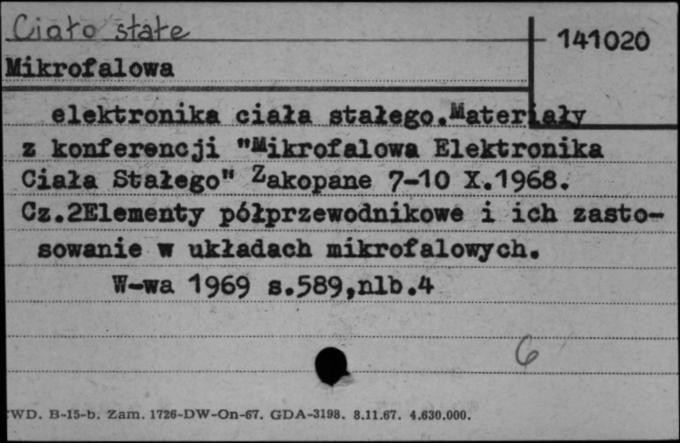 Ciało stałe
141020
Mikrofalowa
elektronika ciała stałego.Materiały
z konferencji "Mikrofalowa Elektronika
Ciała Stałego" Zakopane 7-10 X.1968.
Cz.2Elementy półprzewodnikowe i ich zasto-
sowanie w układach mikrofalowych.
W-wa 1969 s.589,nlb.4
6
WD. B-15-b. Zam. 1726-DW-On-67. GDA-3198. 8.11.67. 4.630.000.